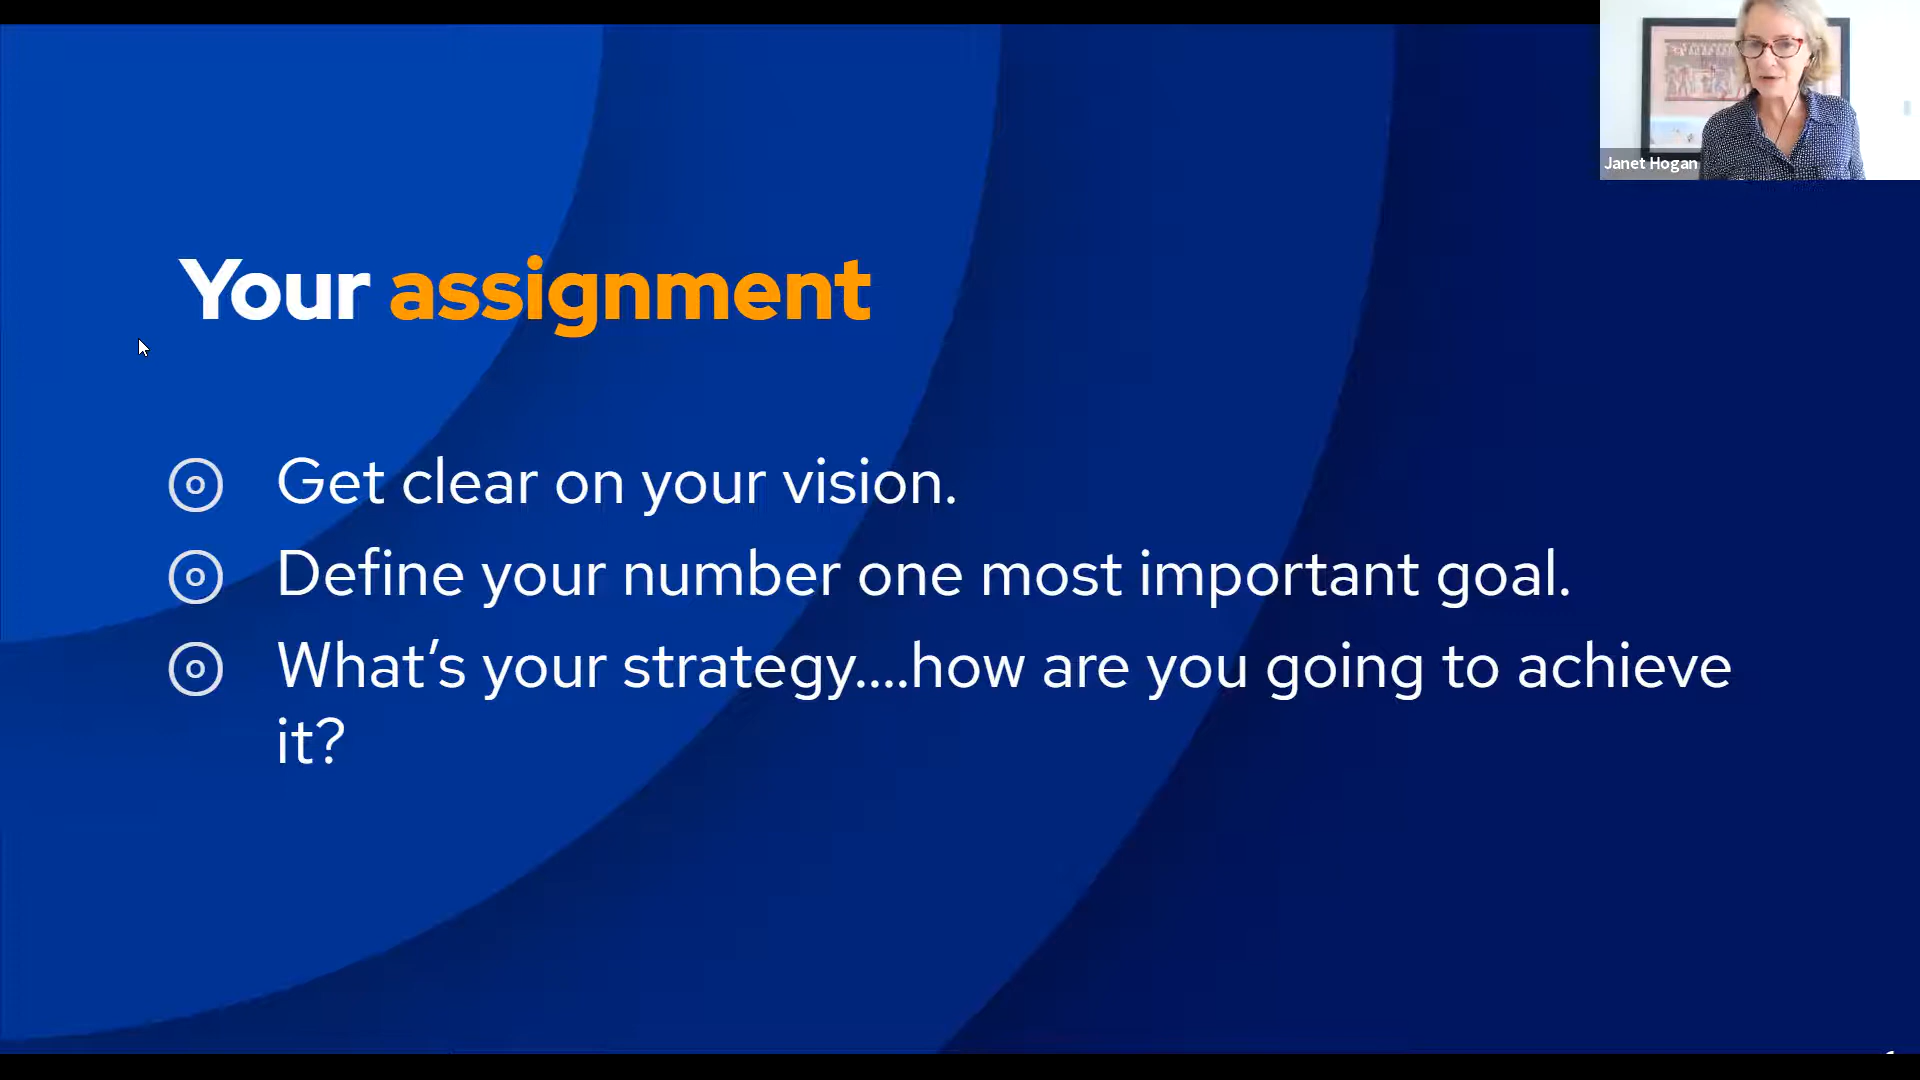 Janet Hogan
Your assignment
Get clear on your vision.
Define your number one most important goal.
What’s your strategy....how are you going to achieve
it?